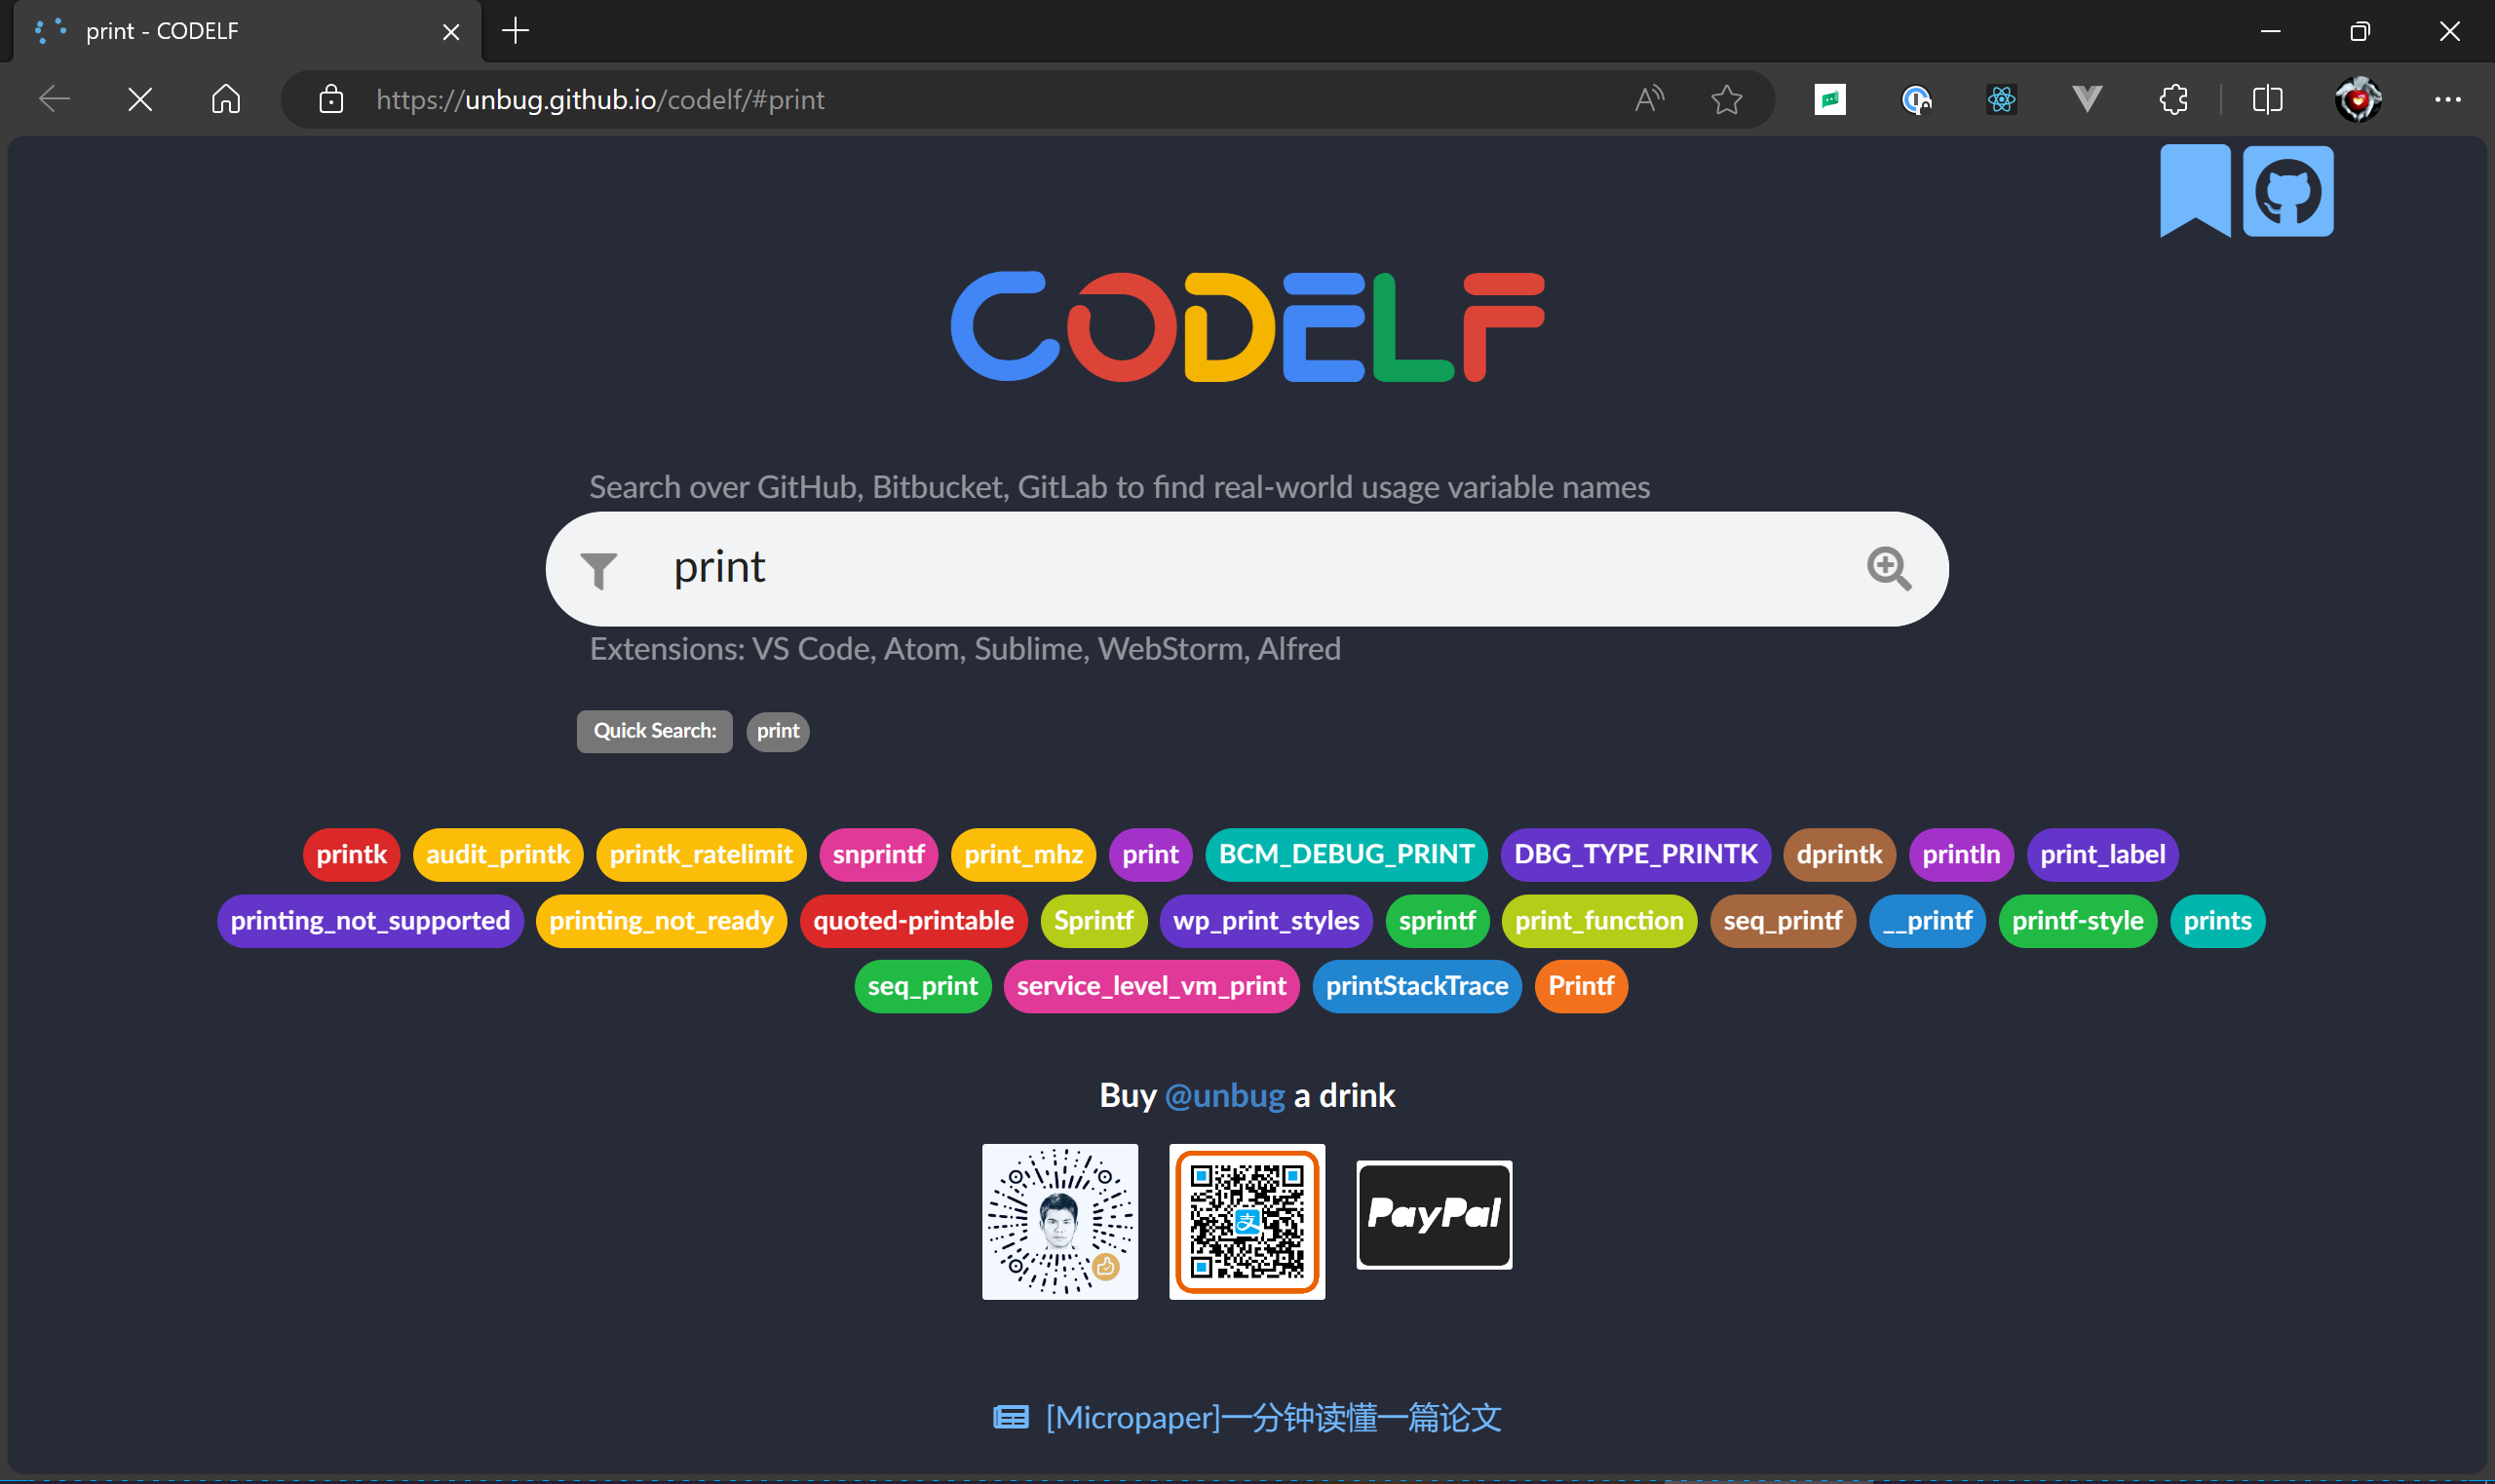 print - CODELF
https://unbug.github.io/codelf/#print
CODELF
Search over GitHub, Bitbucket, GitLab to find real-world usage variable names
print
Extensions: VS Code, Atom, Sublime, WebStorm, Alfred
Quick Search: print
printk audit_printk printk_ratelimit snprintf print_mhz print BCM_DEBUG_PRINT DBG_TYPE_PRINTK dprintk println print_label
printing_not_supported printing_not_ready quoted-printable Sprintf wp_print_styles sprintf print_function seq_printf __printf printf-style prints
seq_print service_level_vm_print printStackTrace Printf
Buy @unbug a drink
支
PayPal
[Micropaper]一分钟读懂一篇论文